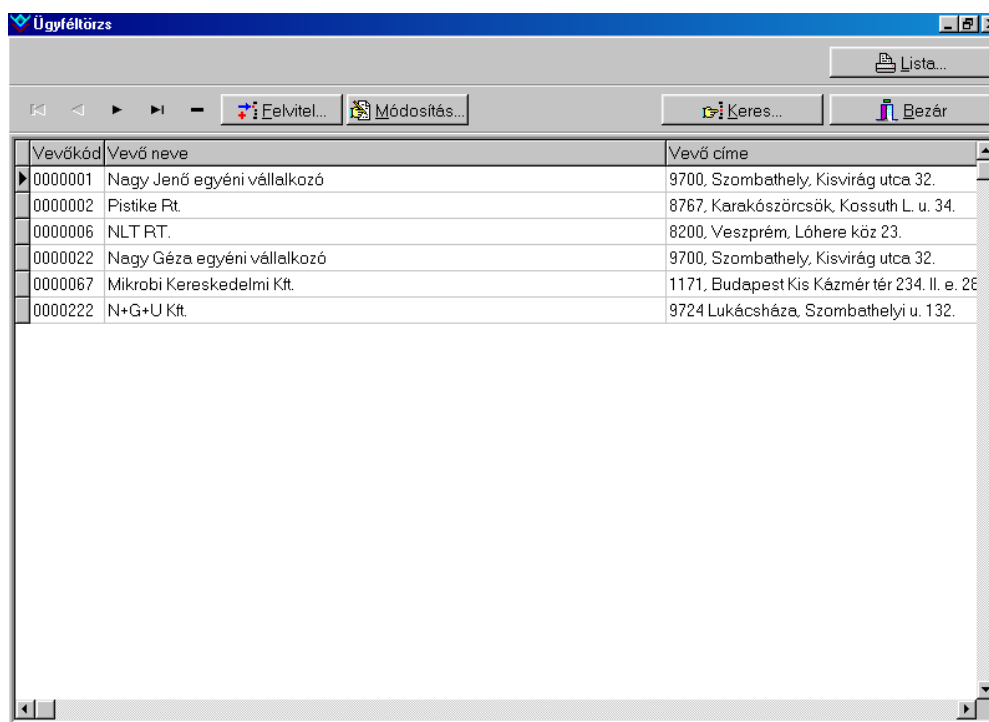 Ügyféltörzs
Lista...
Felvitel... Módosítás... Keres... Bezár
Vevőkód Vevő neve Vevő címe
0000001 Nagy Jenő egyéni vállalkozó 9700, Szombathely, Kisvirág utca 32.
0000002 Pistike Rt. 8767, Karakószörcsök, Kossuth L. u. 34.
0000006 NLT RT. 8200, Veszprém, Lóhere köz 23.
0000022 Nagy Géza egyéni vállalkozó 9700, Szombathely, Kisvirág utca 32.
0000067 Mikrobi Kereskedelmi Kft. 1171, Budapest Kis Kázmér tér 234. II. e. 28
0000222 N+G+U Kft. 9724 Lukácsháza, Szombathelyi u. 132.